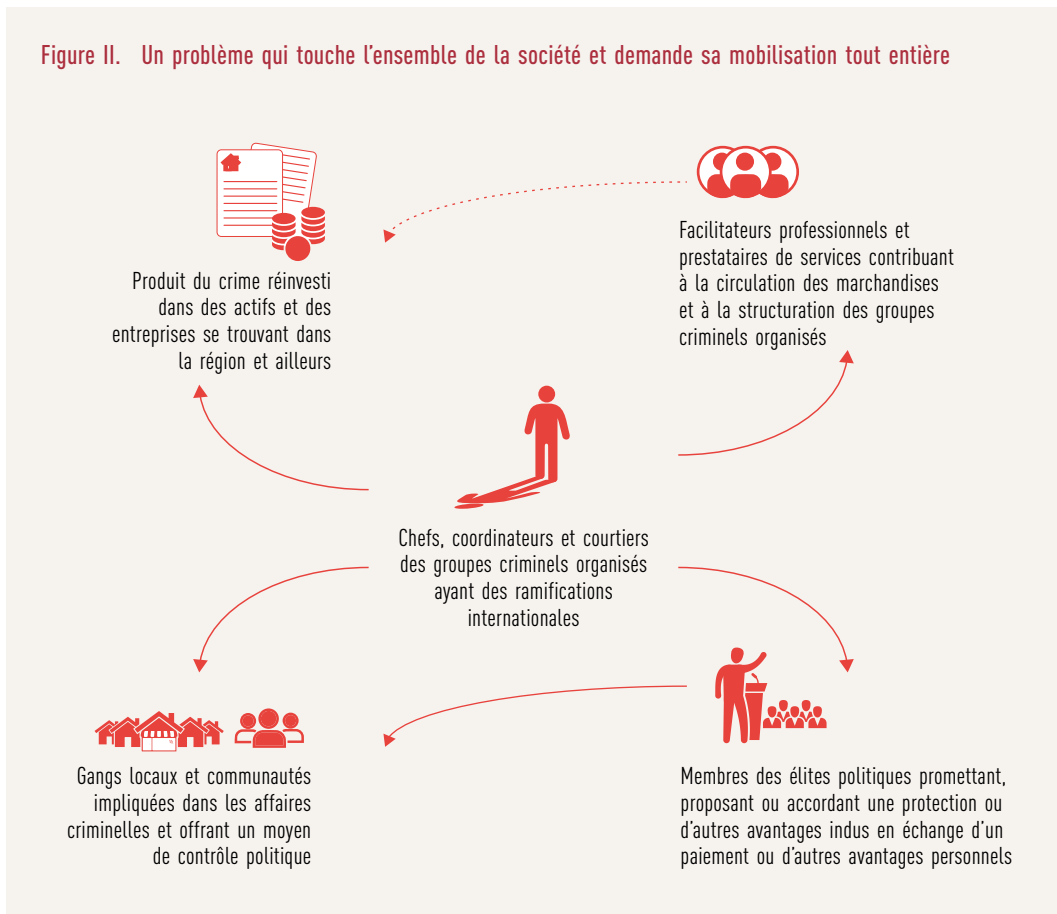 Figure II. Un problème qui touche l’ensemble de la société et demande sa mobilisation tout entière
Produit du crime réinvesti
dans des actifs et des
entreprises se trouvant dans
la région et ailleurs
Facilitateurs professionnels et
prestataires de services contribuant
à la circulation des marchandises
et à la structuration des groupes
criminels organisés
Chefs, coordinateurs et courtiers
des groupes criminels organisés
ayant des ramifications
internationales
Gangs locaux et communautés
impliquées dans les affaires
criminelles et offrant un moyen
de contrôle politique
Membres des élites politiques promettant,
proposant ou accordant une protection ou
d’autres avantages indus en échange d’un
paiement ou d’autres avantages personnels